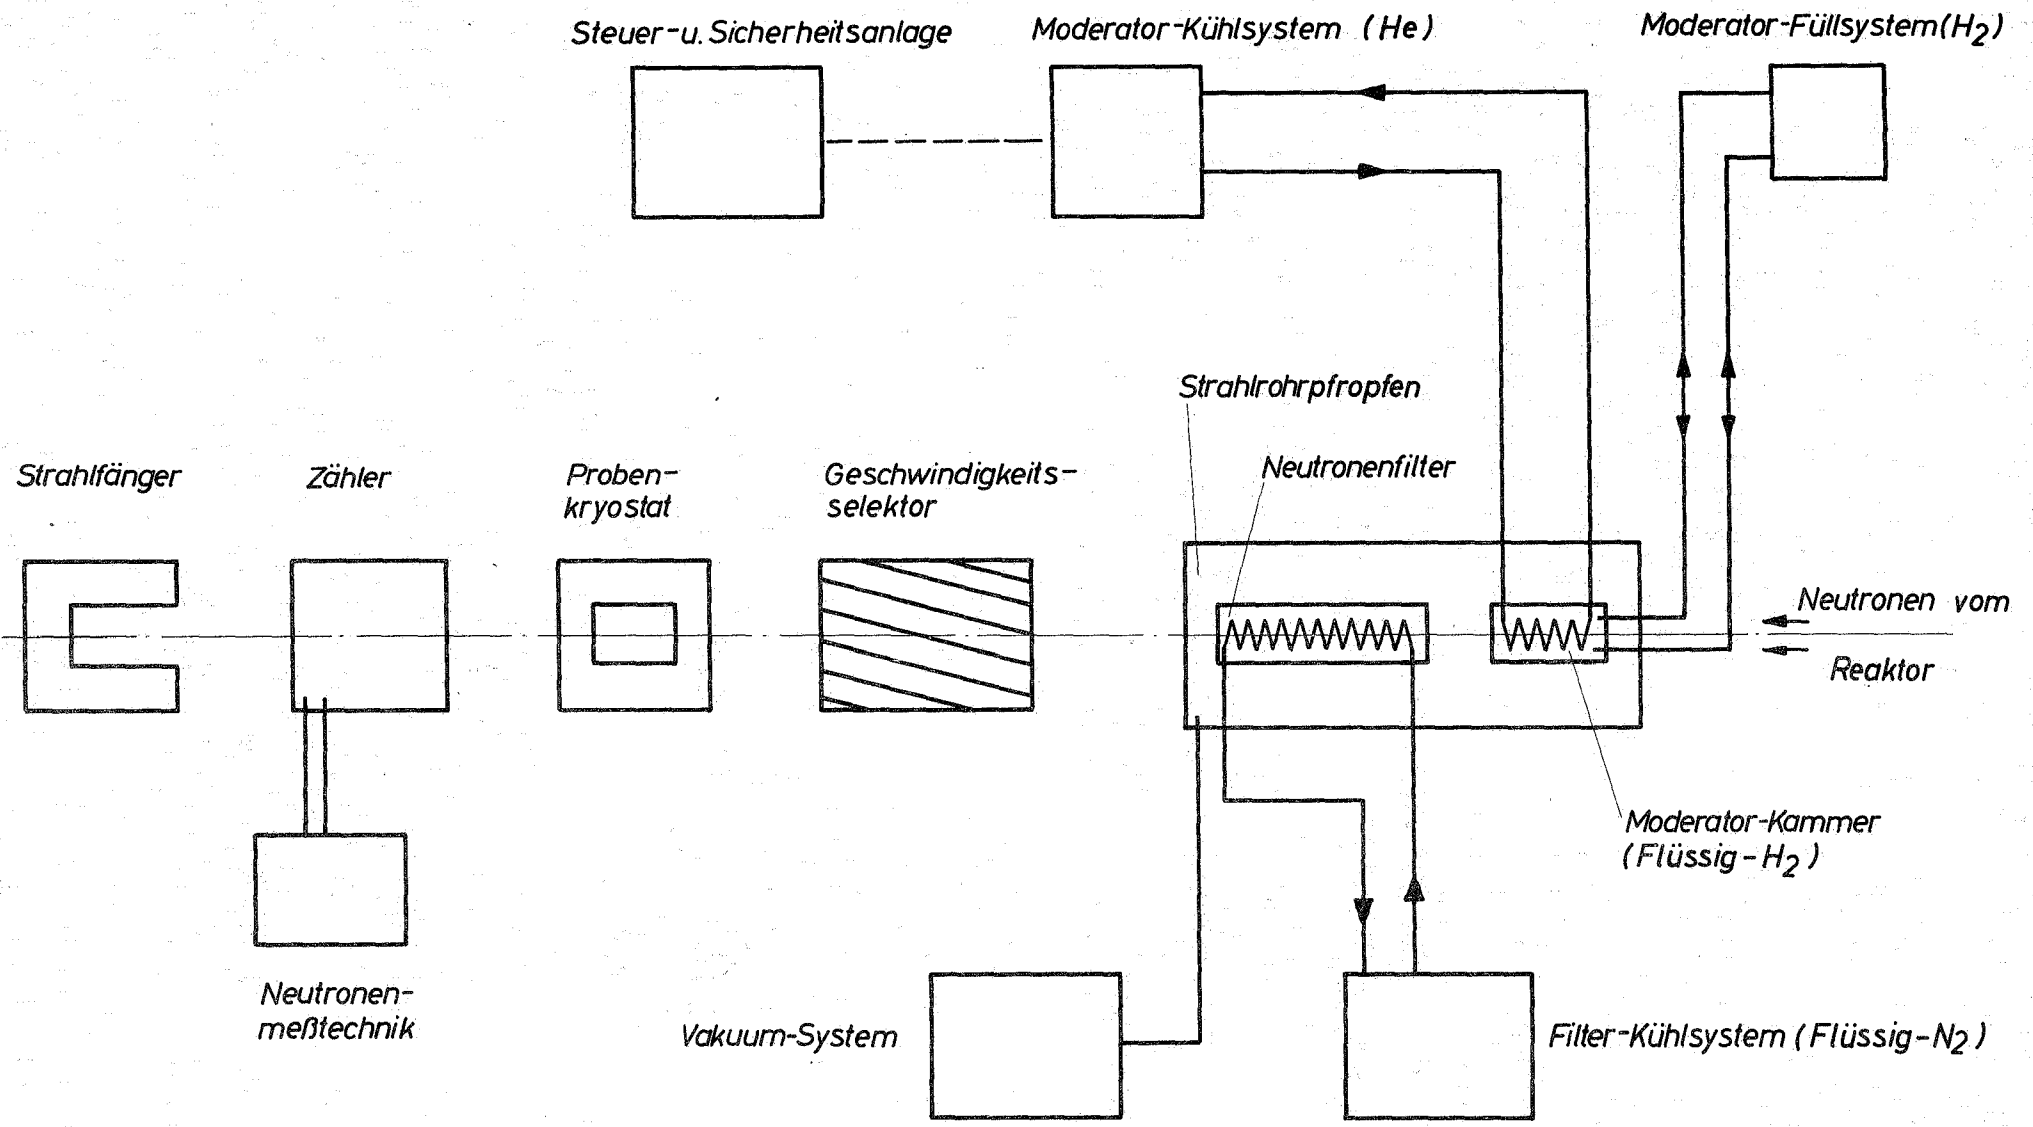 Steuer-u. Sicherheitsanlage
Moderator-Kühlsystem (He)
Moderator-Füllsystem (H2)
Strahlrohrpfropfen
Neutronenfilter
Strahlfänger
Zähler
Proben-
kryostat
Geschwindigkeits-
selektor
Neutronen vom
Reaktor
Moderator-Kammer
(Flüssig-H2)
Neutronen-
meßtechnik
Vakuum-System
Filter-Kühlsystem (Flüssig-N2)